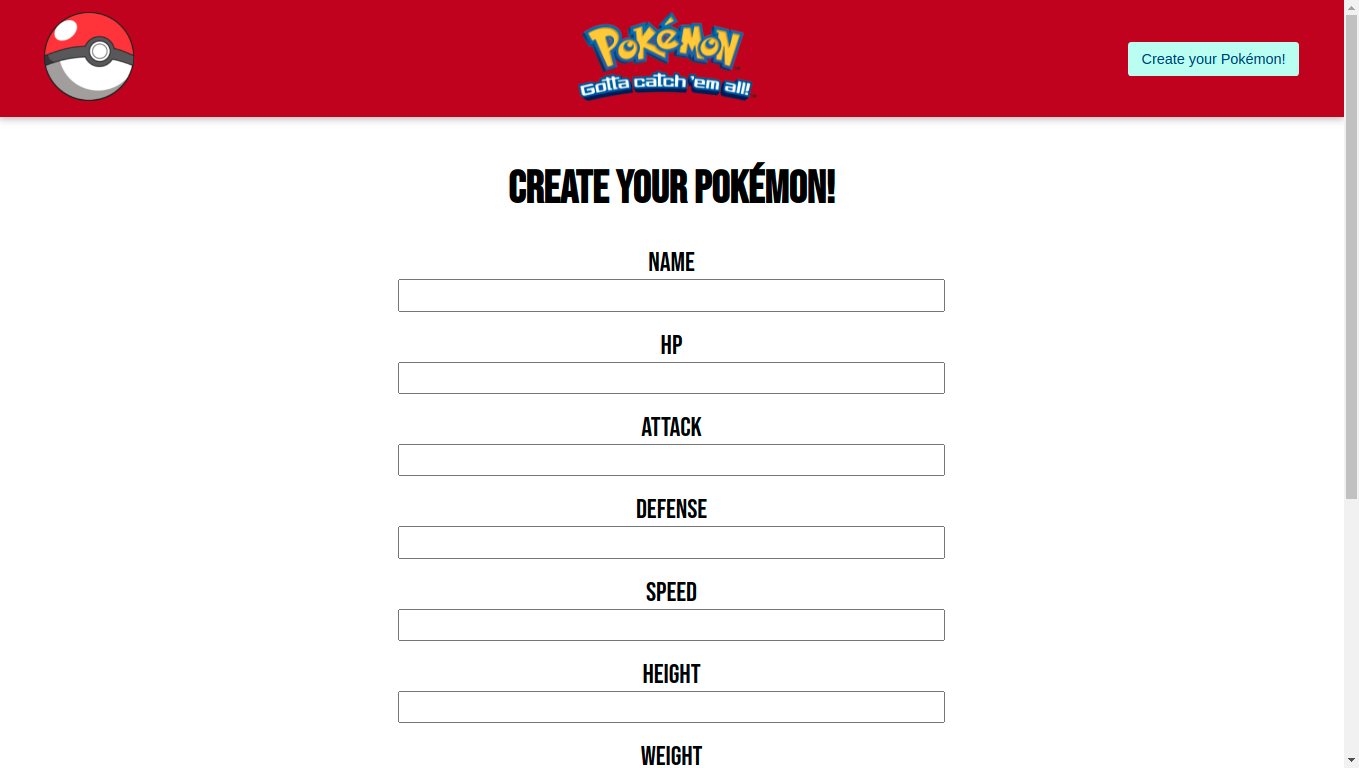 POKéMON
Gotta catch 'em all!
Create your Pokémon!
CREATE YOUR POKÉMON!
NAME
HP
ATTACK
DEFENSE
SPEED
HEIGHT
WEIGHT